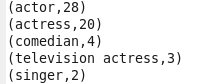 (actor,28)
(actress,20)
(comedian,4)
(television actress,3)
(singer,2)